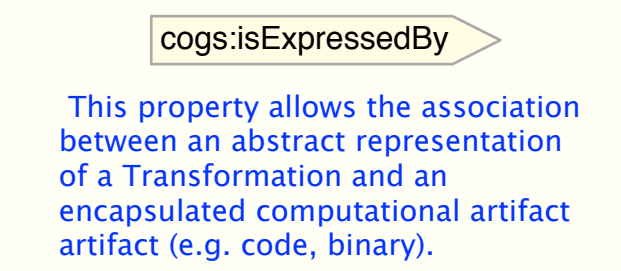 cogs:isExpressedBy
This property allows the association
between an abstract representation
of a Transformation and an
encapsulated computational artifact
artifact (e.g. code, binary).